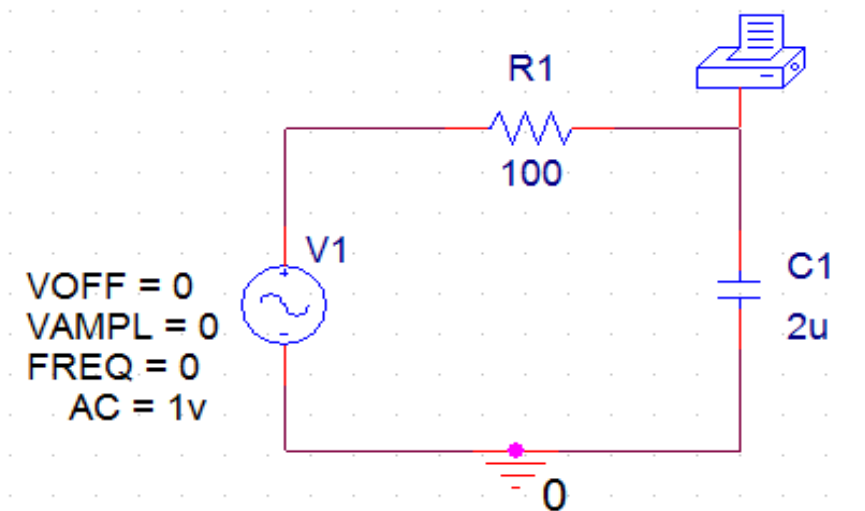 R1
100
V1
VOFF = 0
VAMPL = 0
FREQ = 0
AC = 1v
C1
2u
0